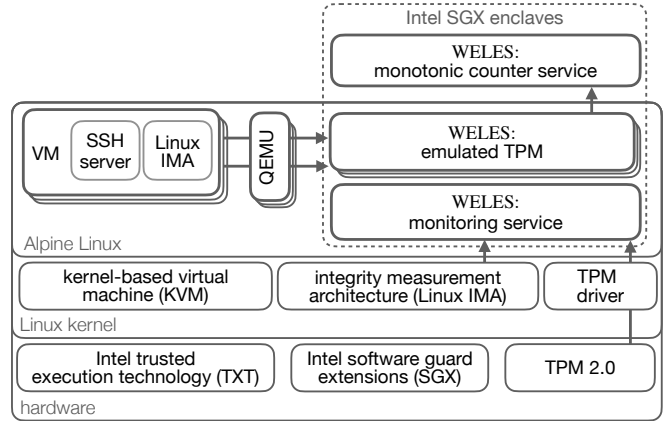 Intel SGX enclaves
WELES:
monotonic counter service
VM
SSH
server
Linux
IMA
QEMU
WELES:
emulated TPM
WELES:
monitoring service
Alpine Linux
kernel-based virtual
machine (KVM)
integrity measurement
architecture (Linux IMA)
TPM
driver
Linux kernel
Intel trusted
execution technology (TXT)
Intel software guard
extensions (SGX)
TPM 2.0
hardware